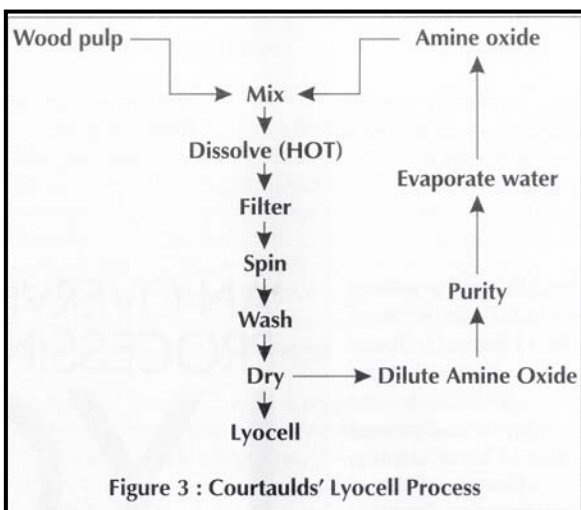 Wood pulp
Amine oxide
Mix
Dissolve (HOT)
Evaporate water
Filter
Spin
Purity
Wash
Dry
Dilute Amine Oxide
Lyocell
Figure 3 : Courtaulds' Lyocell Process